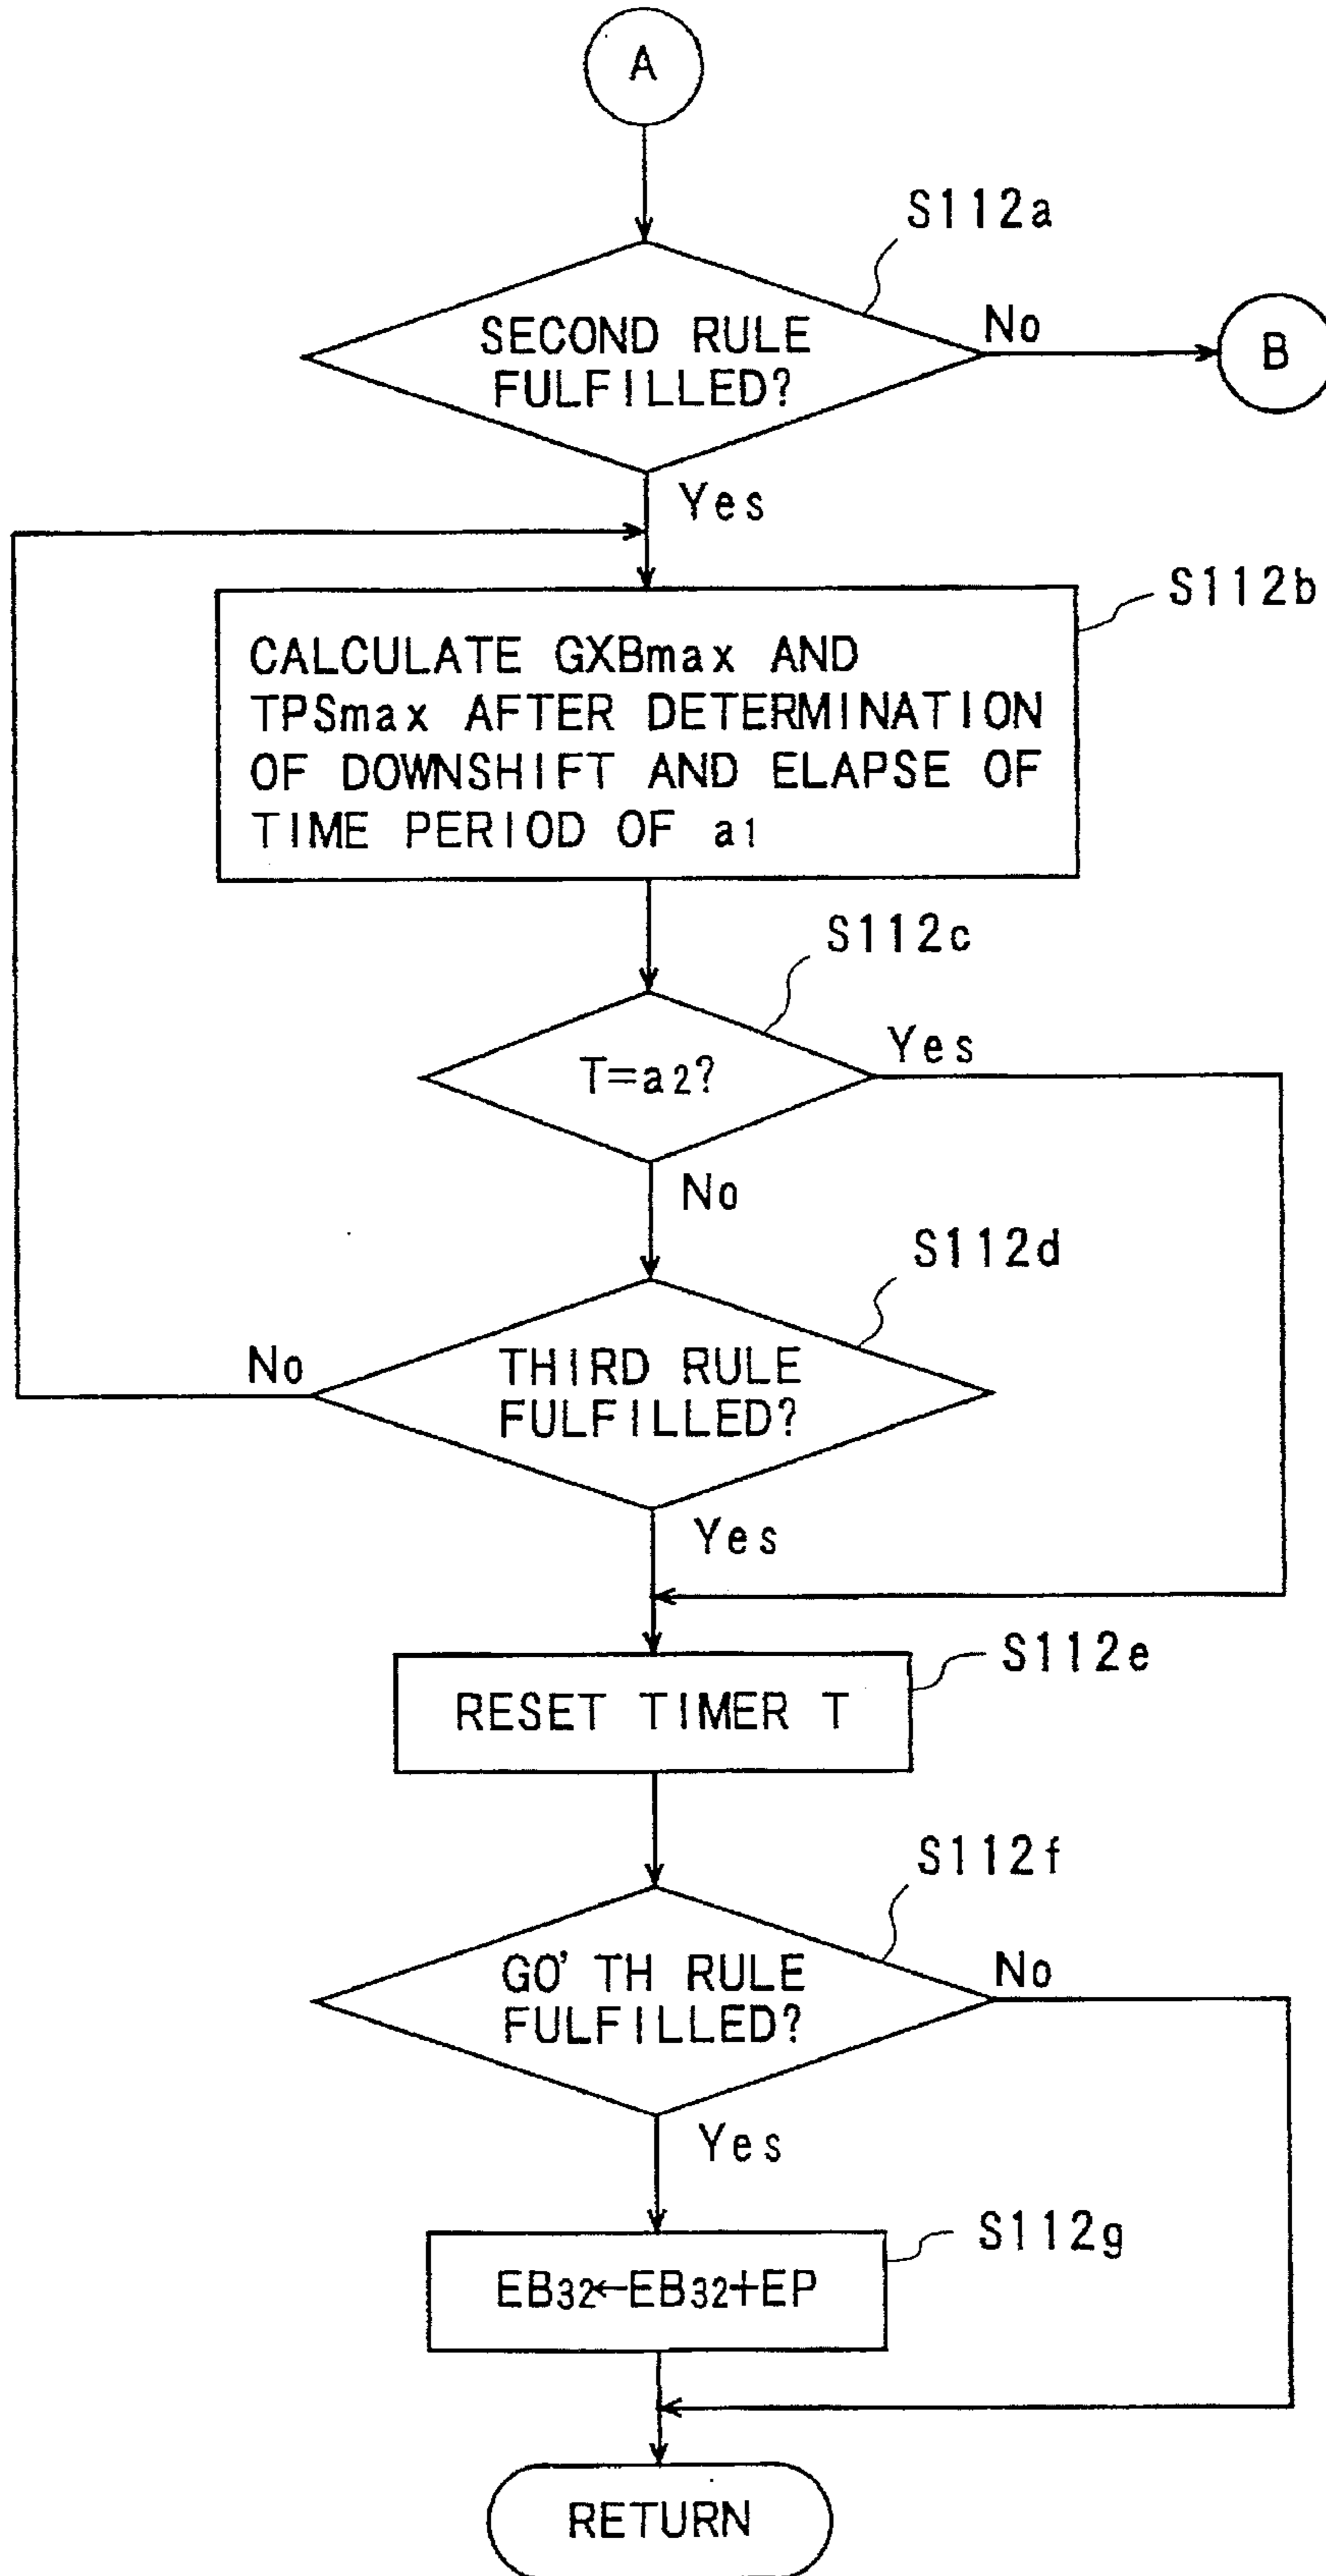 A
S112a
SECOND RULE
FULFILLED?
No
B
Yes
S112b
CALCULATE GXBmax AND
TPSmax AFTER DETERMINATION
OF DOWNSHIFT AND ELAPSE OF
TIME PERIOD OF a1
S112c
T=a2?
Yes
No
S112d
THIRD RULE
FULFILLED?
No
Yes
S112e
RESET TIMER T
S112f
GO' TH RULE
FULFILLED?
No
Yes
S112g
EB32←EB32+EP
RETURN